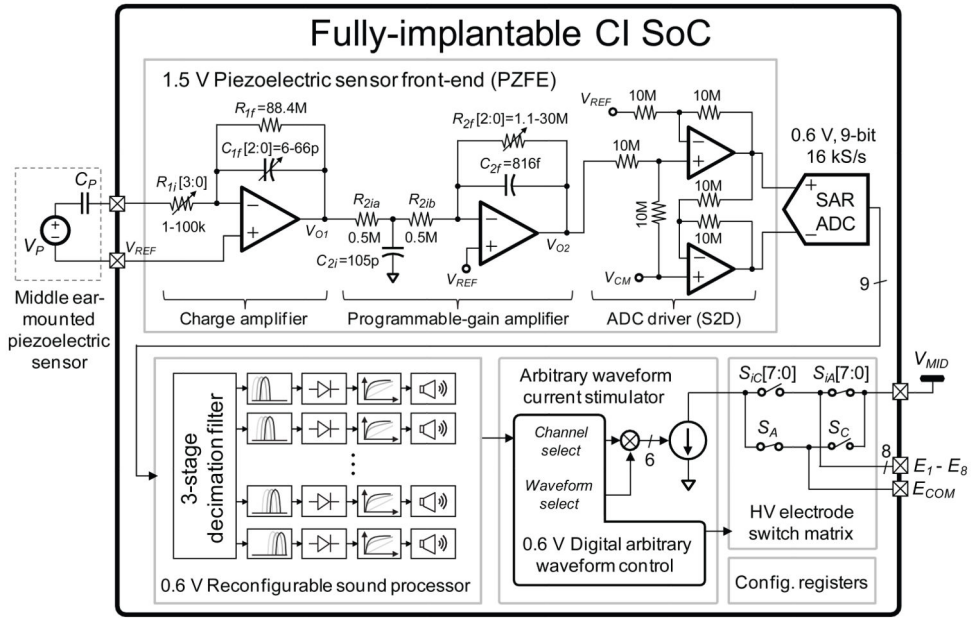 Fully-implantable CI SoC
1.5 V Piezoelectric sensor front-end (PZFE)
R1f=88.4M
C1f[2:0]=6-66p
R1i[3:0]
1-100k
CP
VP
VREF
Middle ear-
mounted
piezoelectric
sensor
−
+
VO1
Charge amplifier
R2f[2:0]=1.1-30M
C2f=816f
R2ia
0.5M
R2ib
0.5M
C2i=105p
−
+
VREF
VO2
Programmable-gain amplifier
VREF
10M
10M
10M
−
+
10M
10M
10M
−
+
VCM
ADC driver (S2D)
0.6 V, 9-bit
16 kS/s
+
SAR
ADC
−
9
3-stage
decimation filter
...
0.6 V Reconfigurable sound processor
Arbitrary waveform
current stimulator
Channel
select
Waveform
select
6
0.6 V Digital arbitrary
waveform control
SiC[7:0]
SiA[7:0]
SA
SC
VMID
8
E1 - E8
ECOM
HV electrode
switch matrix
Config. registers